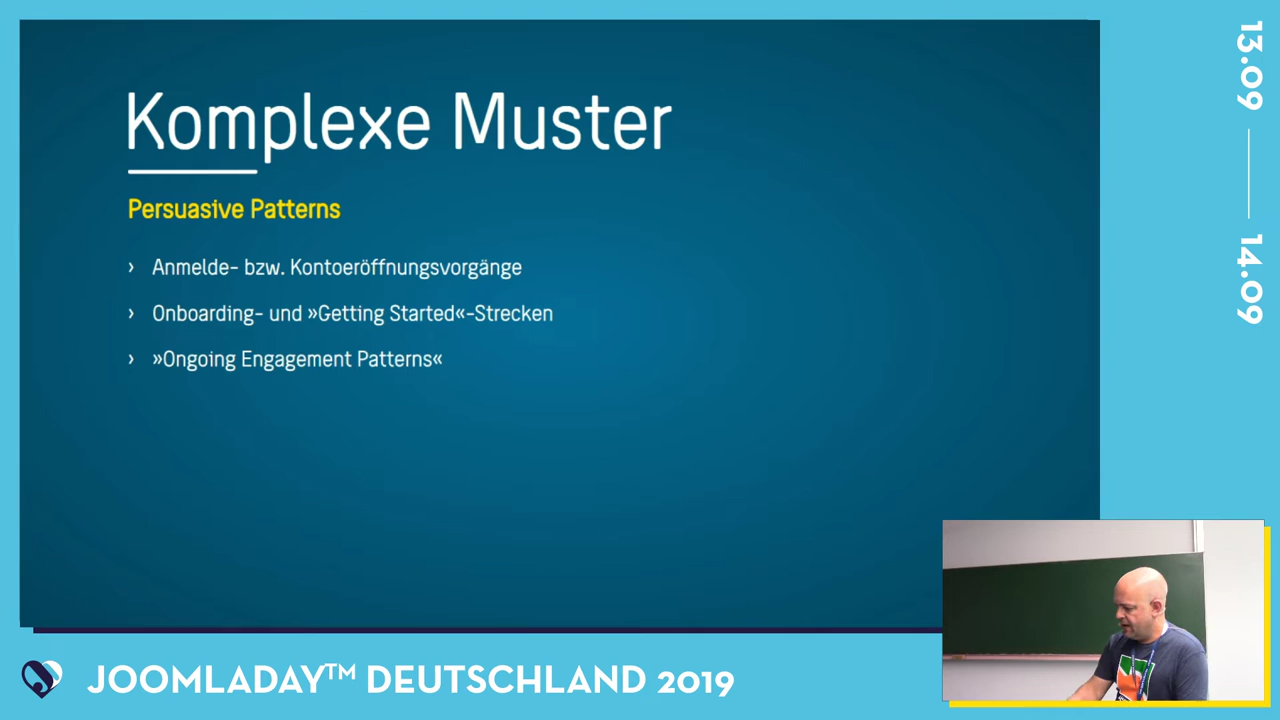 Komplexe Muster
Persuasive Patterns
› Anmelde- bzw. Kontoeröffnungsvorgänge
› Onboarding- und »Getting Started«-Strecken
› »Ongoing Engagement Patterns«
13.09
14.09
JOOMLADAY™ DEUTSCHLAND 2019